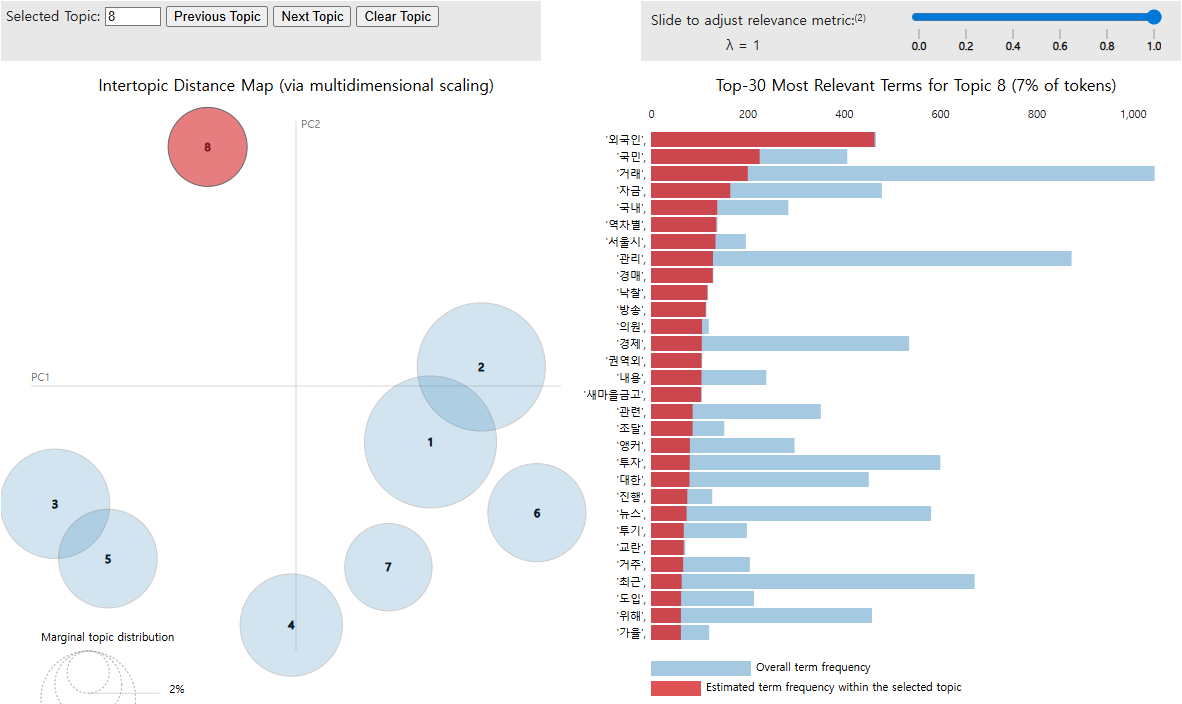 Selected Topic: 8 Previous Topic Next Topic Clear Topic
Slide to adjust relevance metric:(2)
λ = 1
0.0 0.2 0.4 0.6 0.8 1.0
Intertopic Distance Map (via multidimensional scaling)
PC2
PC1
8
2
1
3
6
5
7
4
Marginal topic distribution
2%
Top-30 Most Relevant Terms for Topic 8 (7% of tokens)
0 200 400 600 800 1,000
'외국인',
'국민',
'거래',
'자금',
'국내',
'역차별',
'서울시',
'관리',
'경매',
'낙찰',
'방송',
'의원',
'경제',
'권역외',
'내용',
'새마을금고',
'관련',
'조달',
'앵커',
'투자',
'대한',
'진행',
'뉴스',
'투기',
'교란',
'거주',
'최근',
'도입',
'위해',
'가율',
Overall term frequency
Estimated term frequency within the selected topic